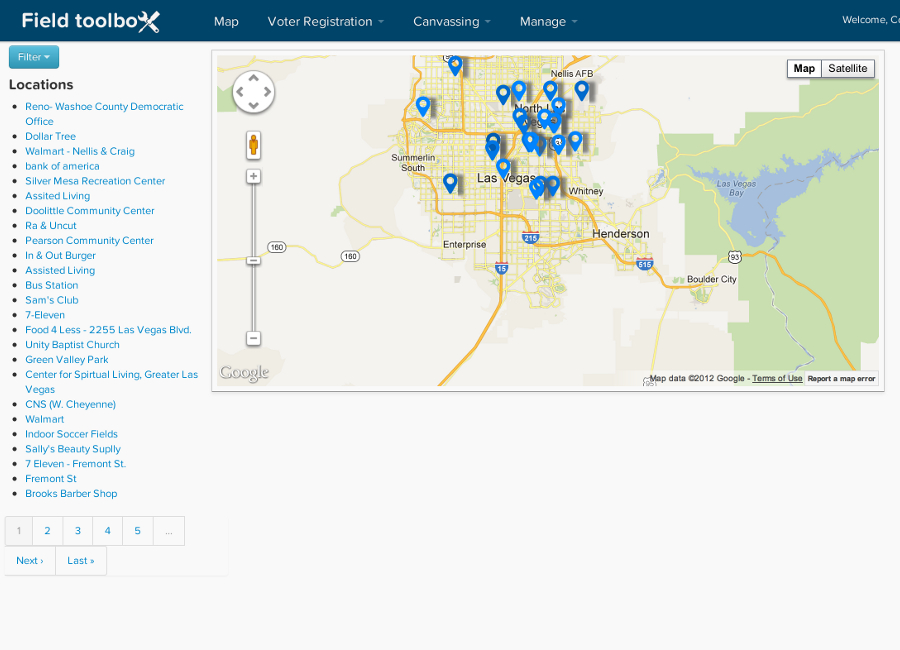 Field toolbox
Map
Voter Registration
Canvassing
Manage
Welcome, Co
Filter
Locations
Reno- Washoe County Democratic
Office
Dollar Tree
Walmart - Nellis & Craig
bank of america
Silver Mesa Recreation Center
Assited Living
Doolittle Community Center
Ra & Uncut
Pearson Community Center
In & Out Burger
Assisted Living
Bus Station
Sam's Club
7-Eleven
Food 4 Less - 2255 Las Vegas Blvd.
Unity Baptist Church
Green Valley Park
Center for Spirtual Living, Greater Las
Vegas
CNS (W. Cheyenne)
Walmart
Indoor Soccer Fields
Sally's Beauty Suplly
7 Eleven - Fremont St.
Fremont St
Brooks Barber Shop
1 2 3 4 5 ...
Next › Last »
Map Satellite
Nellis AFB
North Las
Vegas
Summerlin
South
Las Vegas
Whitney
Las Vegas
Bay
Henderson
Enterprise
215
160
160
15
515
93
Boulder City
Google
Map data ©2012 Google - Terms of Use Report a map error